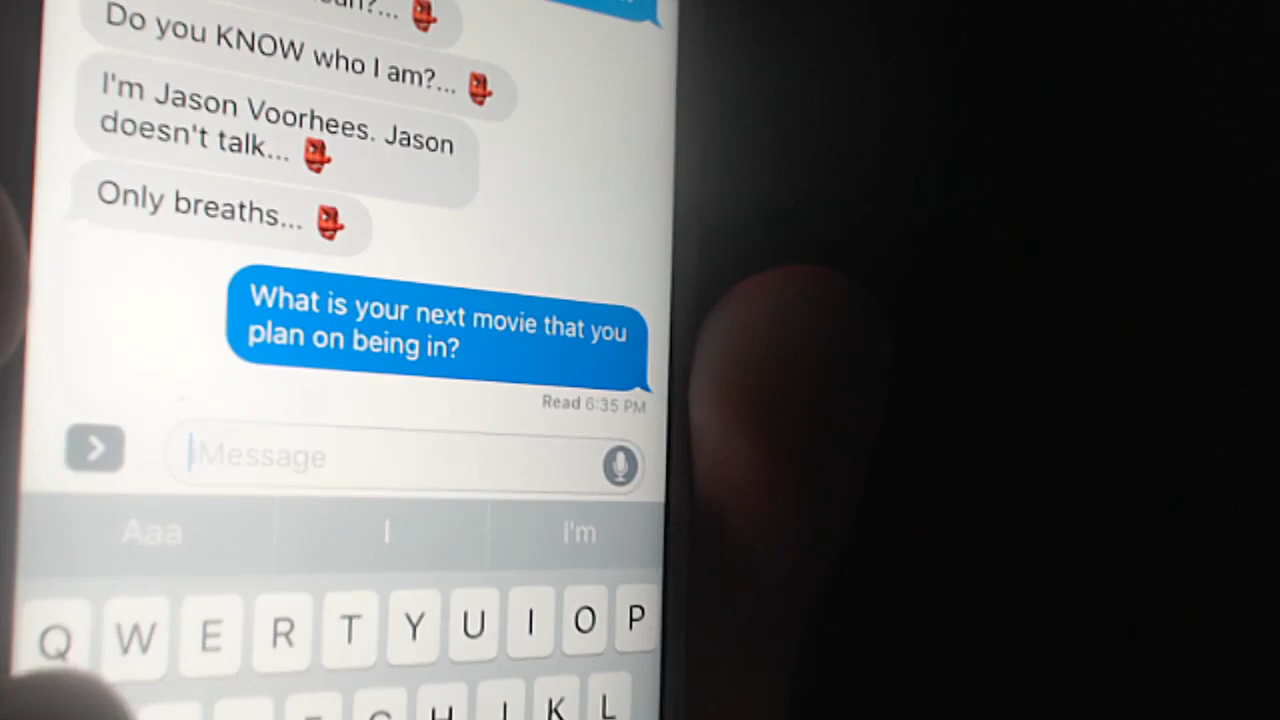 Do you KNOW who I am?... 👺
I'm Jason Voorhees. Jason
doesn't talk... 👺
Only breaths... 👺
What is your next movie that you
plan on being in?
Read 6:35 PM
iMessage
Aaa I I'm
Q W E R T Y U I O P
H J K L